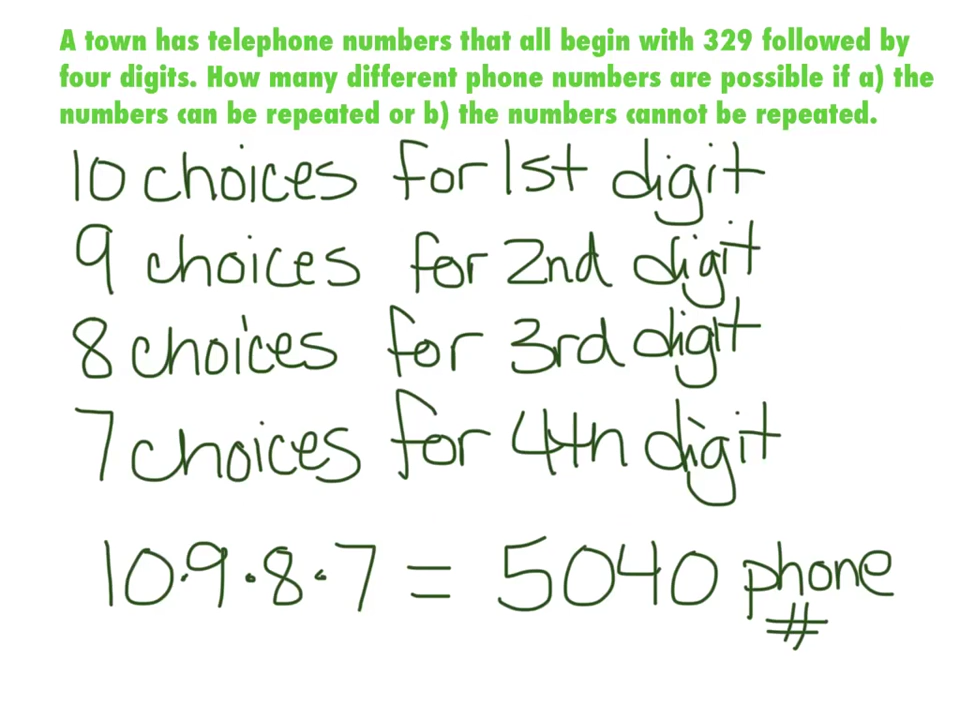 A town has telephone numbers that all begin with 329 followed by
four digits. How many different phone numbers are possible if a) the
numbers can be repeated or b) the numbers cannot be repeated.
10 choices for 1st digit
9 choices for 2nd digit
8 choices for 3rd digit
7 choices for 4th digit
10·9·8·7 = 5040 phone
#